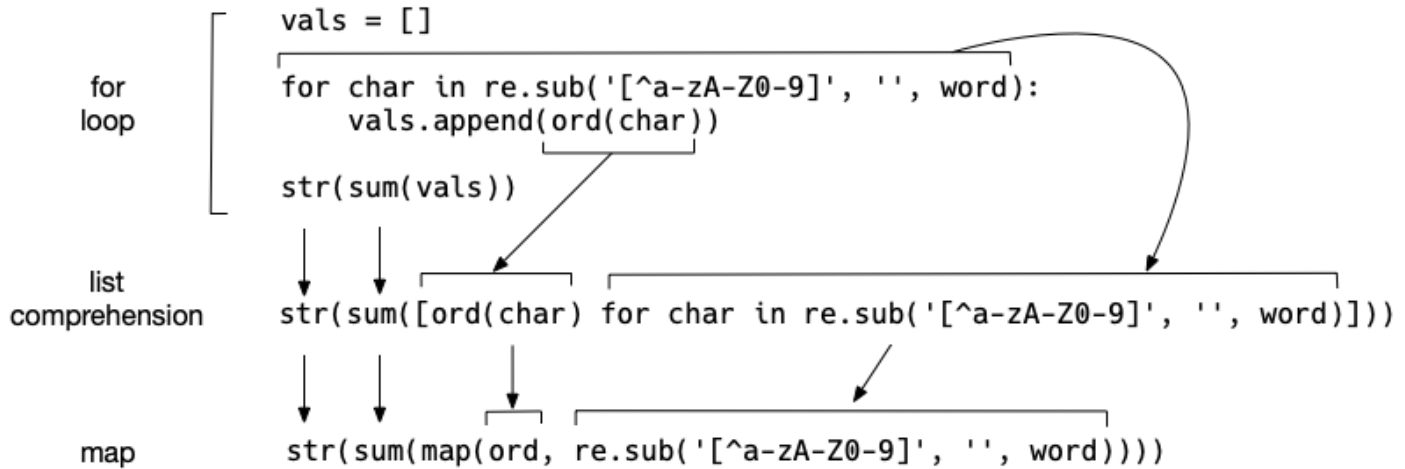 vals = []
for
loop
for char in re.sub('[^a-zA-Z0-9]', '', word):
    vals.append(ord(char))
str(sum(vals))
list
comprehension
str(sum([ord(char) for char in re.sub('[^a-zA-Z0-9]', '', word)]))
map
str(sum(map(ord, re.sub('[^a-zA-Z0-9]', '', word))))